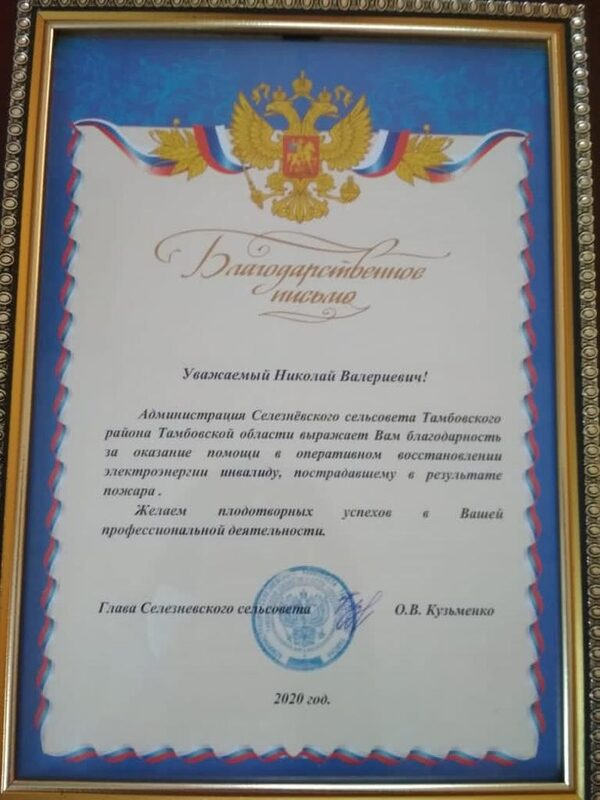 Благодарственное
письмо
Уважаемый Николай Валериевич!
Администрация Селезнёвского сельсовета Тамбовского
района Тамбовской области выражает Вам благодарность
за оказание помощи в оперативном восстановлении
электроэнергии инвалиду, пострадавшему в результате
пожара .
Желаем плодотворных успехов в Вашей
профессиональной деятельности.
Глава Селезневского сельсовета О.В. Кузьменко
2020 год.